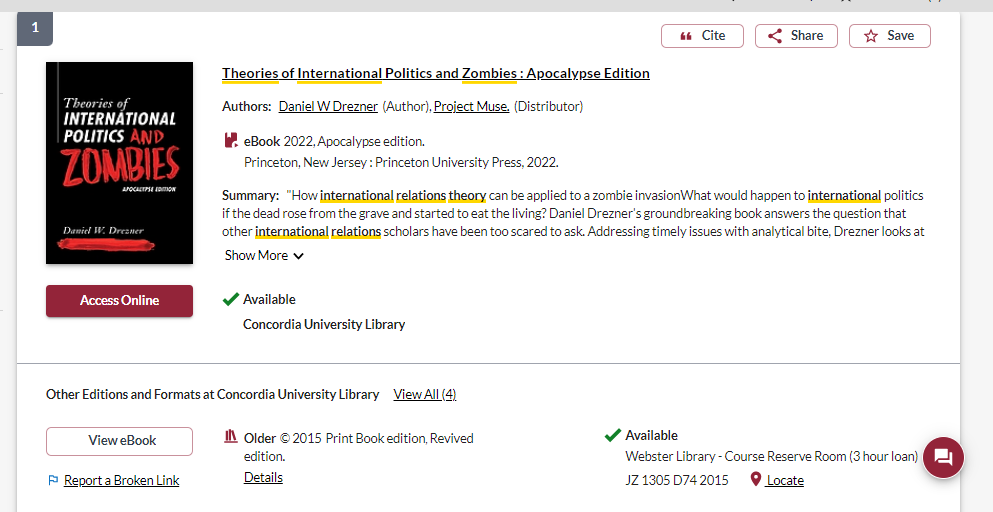 1
Cite
Share
Save
Theories of
INTERNATIONAL
POLITICS AND
ZOMBIES
APOCALYPSE EDITION
Daniel W. Drezner
Theories of International Politics and Zombies : Apocalypse Edition
Authors: Daniel W Drezner (Author), Project Muse. (Distributor)
eBook 2022, Apocalypse edition.
Princeton, New Jersey : Princeton University Press, 2022.
Summary: "How international relations theory can be applied to a zombie invasionWhat would happen to international politics
if the dead rose from the grave and started to eat the living? Daniel Drezner's groundbreaking book answers the question that
other international relations scholars have been too scared to ask. Addressing timely issues with analytical bite, Drezner looks at
Show More
Access Online
Available
Concordia University Library
Other Editions and Formats at Concordia University Library View All (4)
View eBook
Report a Broken Link
Older © 2015 Print Book edition, Revived
edition.
Details
Available
Webster Library - Course Reserve Room (3 hour loan)
JZ 1305 D74 2015 Locate